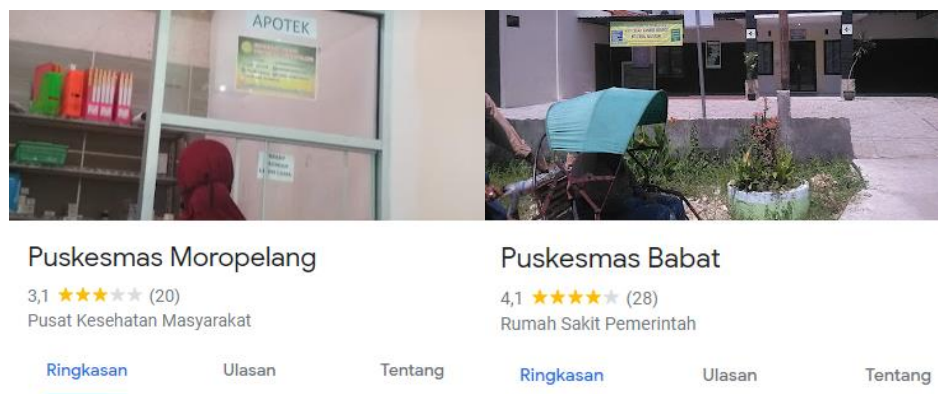 APOTEK
Puskesmas Moropelang
3,1 ★★★★★ (20)
Pusat Kesehatan Masyarakat
Ringkasan Ulasan Tentang
Puskesmas Babat
4,1 ★★★★★ (28)
Rumah Sakit Pemerintah
Ringkasan Ulasan Tentang